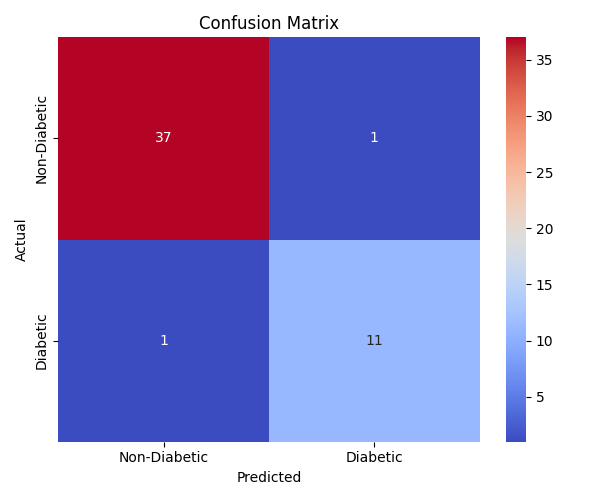 Confusion Matrix
Actual
Non-Diabetic
Diabetic
37
1
1
11
Non-Diabetic
Diabetic
Predicted
35
30
25
20
15
10
5